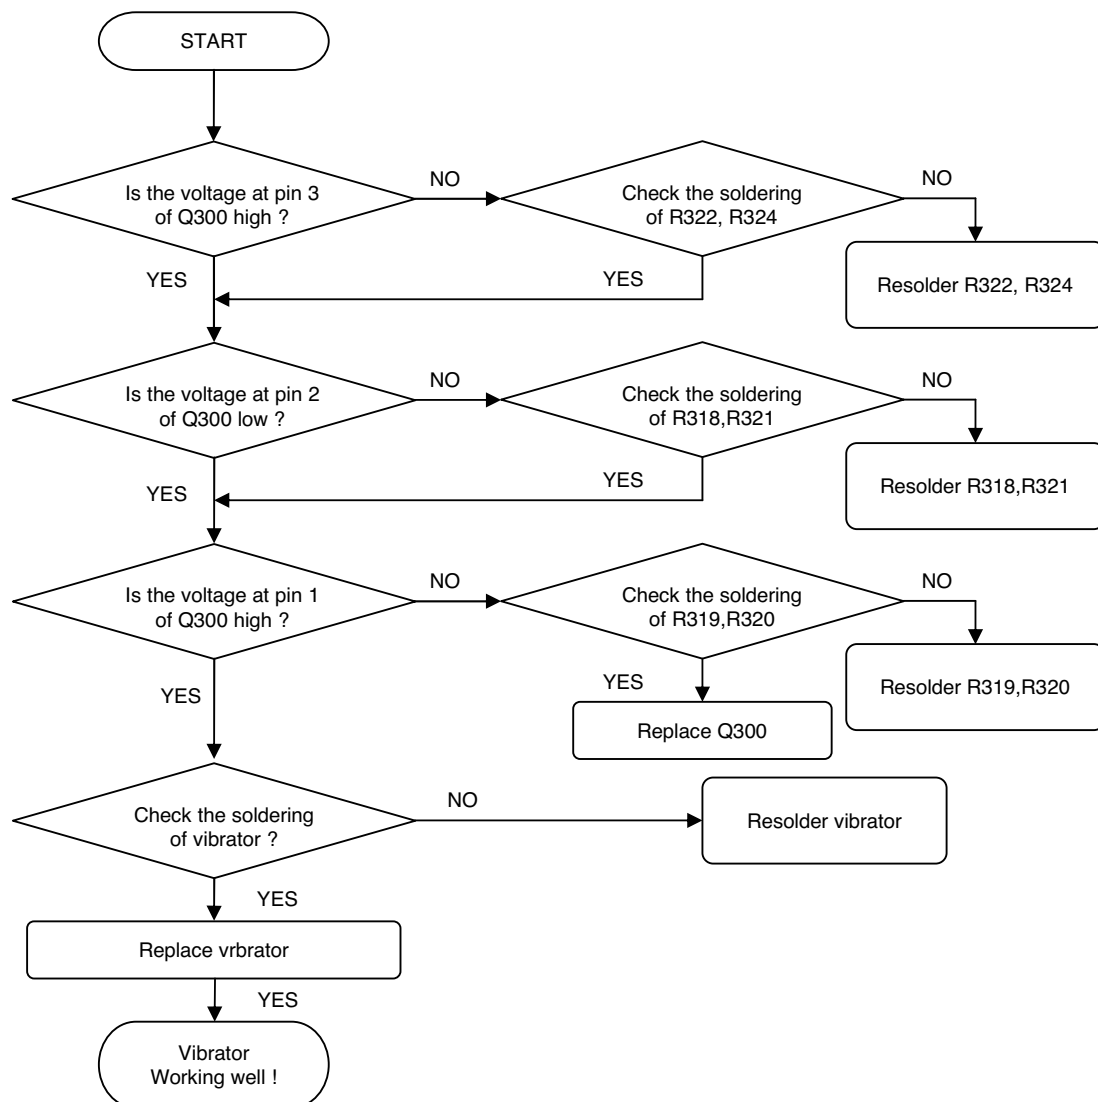 START
Is the voltage at pin 3
of Q300 high ?
NO
Check the soldering
of R322, R324
NO
Resolder R322, R324
YES
YES
Is the voltage at pin 2
of Q300 low ?
NO
Check the soldering
of R318,R321
NO
Resolder R318,R321
YES
YES
Is the voltage at pin 1
of Q300 high ?
NO
Check the soldering
of R319,R320
NO
Resolder R319,R320
YES
YES
Replace Q300
Check the soldering
of vibrator ?
NO
Resolder vibrator
YES
Replace vrbrator
YES
Vibrator
Working well !